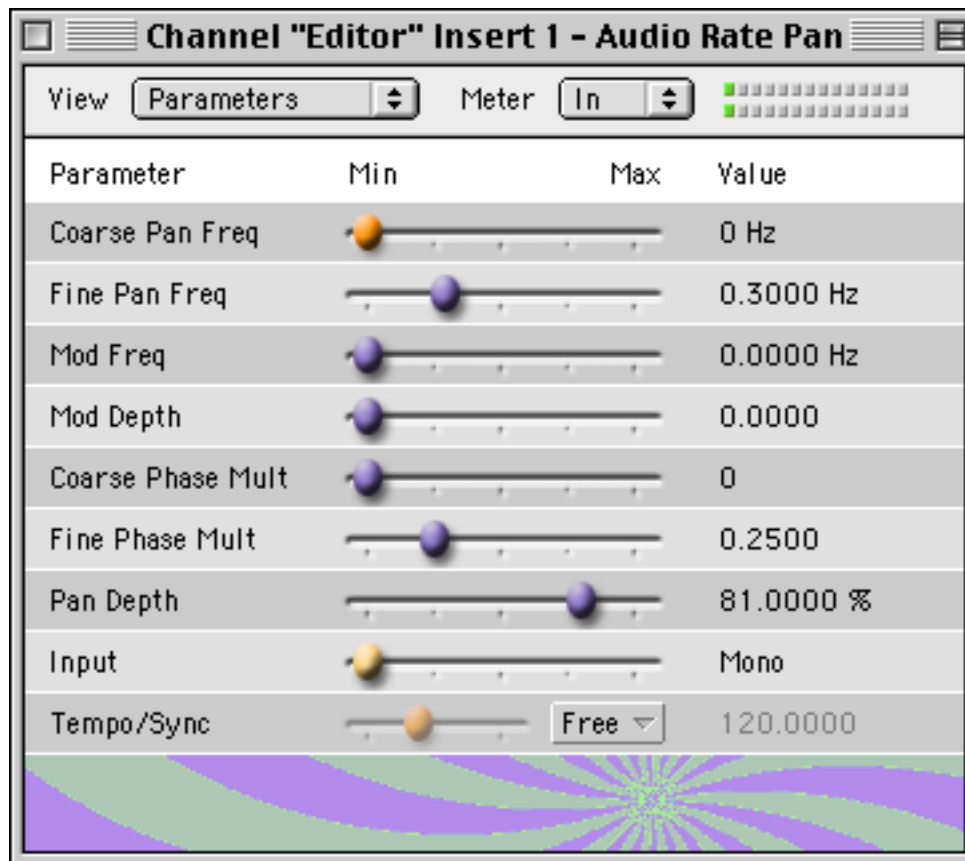 Channel "Editor" Insert 1 - Audio Rate Pan
View Parameters Meter In
Parameter Min Max Value
Coarse Pan Freq 0 Hz
Fine Pan Freq 0.3000 Hz
Mod Freq 0.0000 Hz
Mod Depth 0.0000
Coarse Phase Mult 0
Fine Phase Mult 0.2500
Pan Depth 81.0000 %
Input Mono
Tempo/Sync Free 120.0000